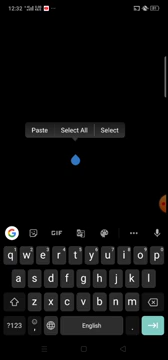 12:32
Paste Select All Select
G GIF
q w e r t y u i o p
a s d f g h j k l
z x c v b n m
?123 , English .